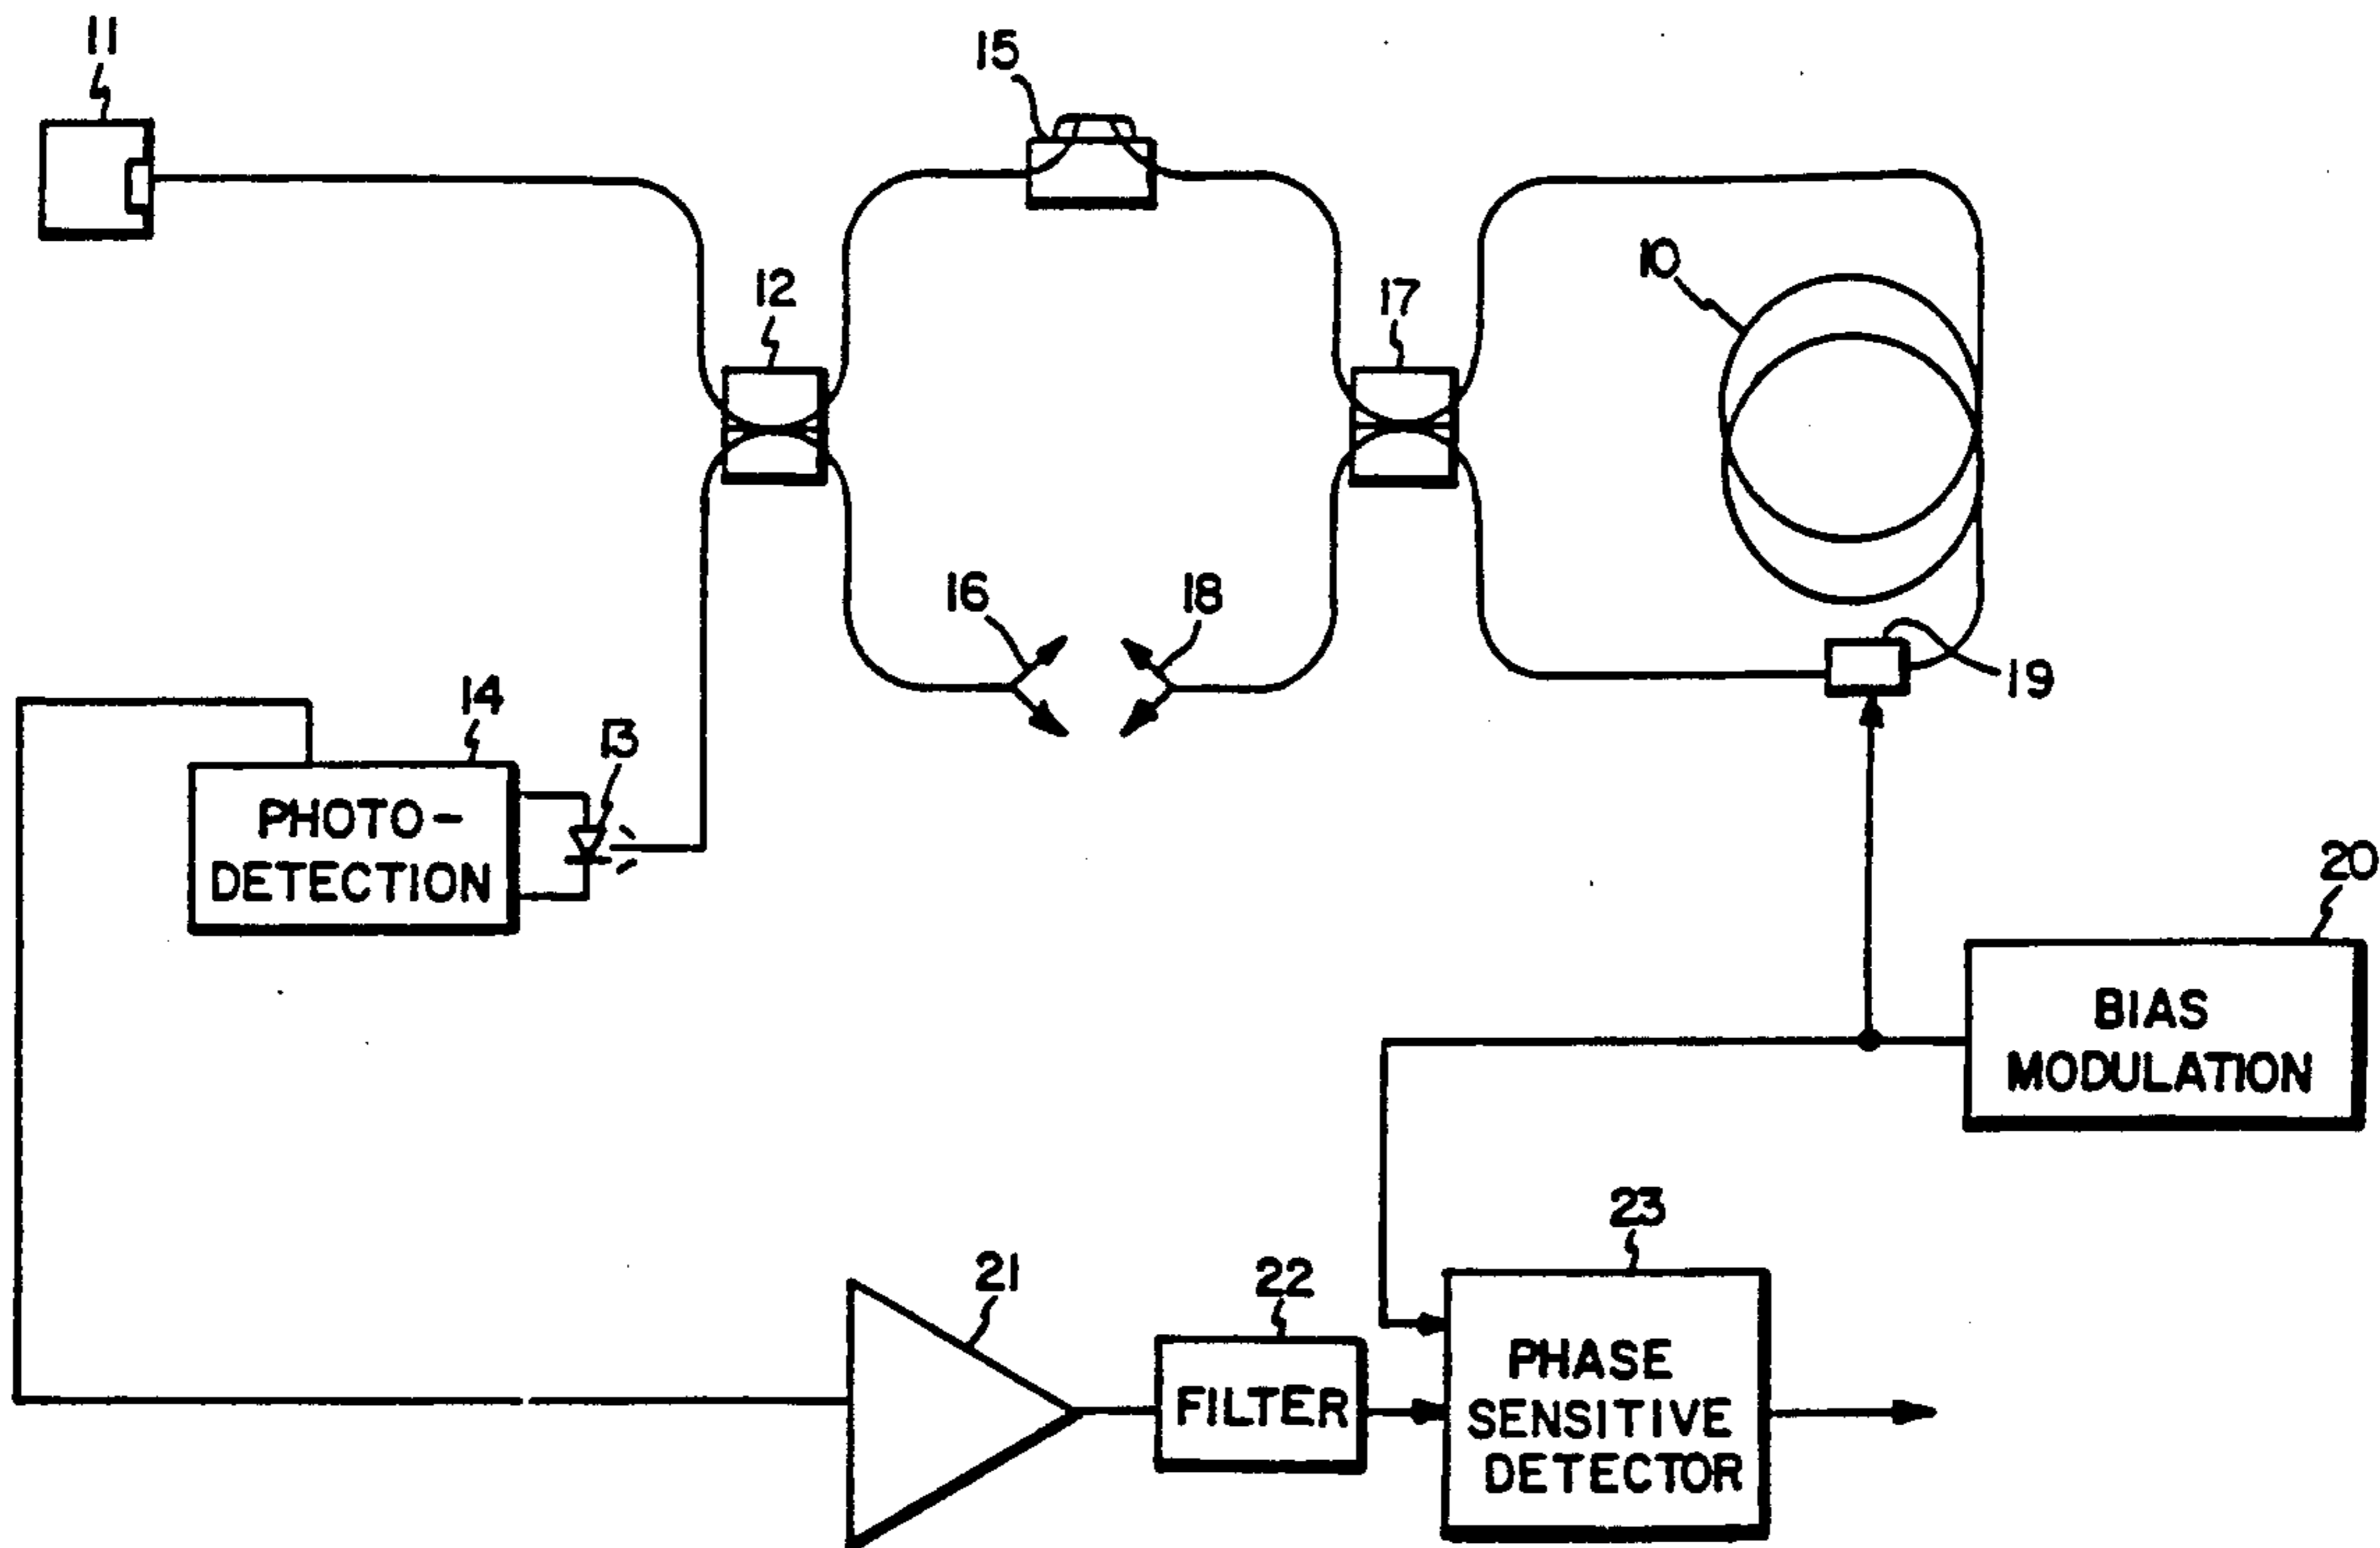 11
15
12
17
10
16
18
19
14
13
PHOTO-
DETECTION
20
BIAS
MODULATION
21
22
FILTER
23
PHASE
SENSITIVE
DETECTOR